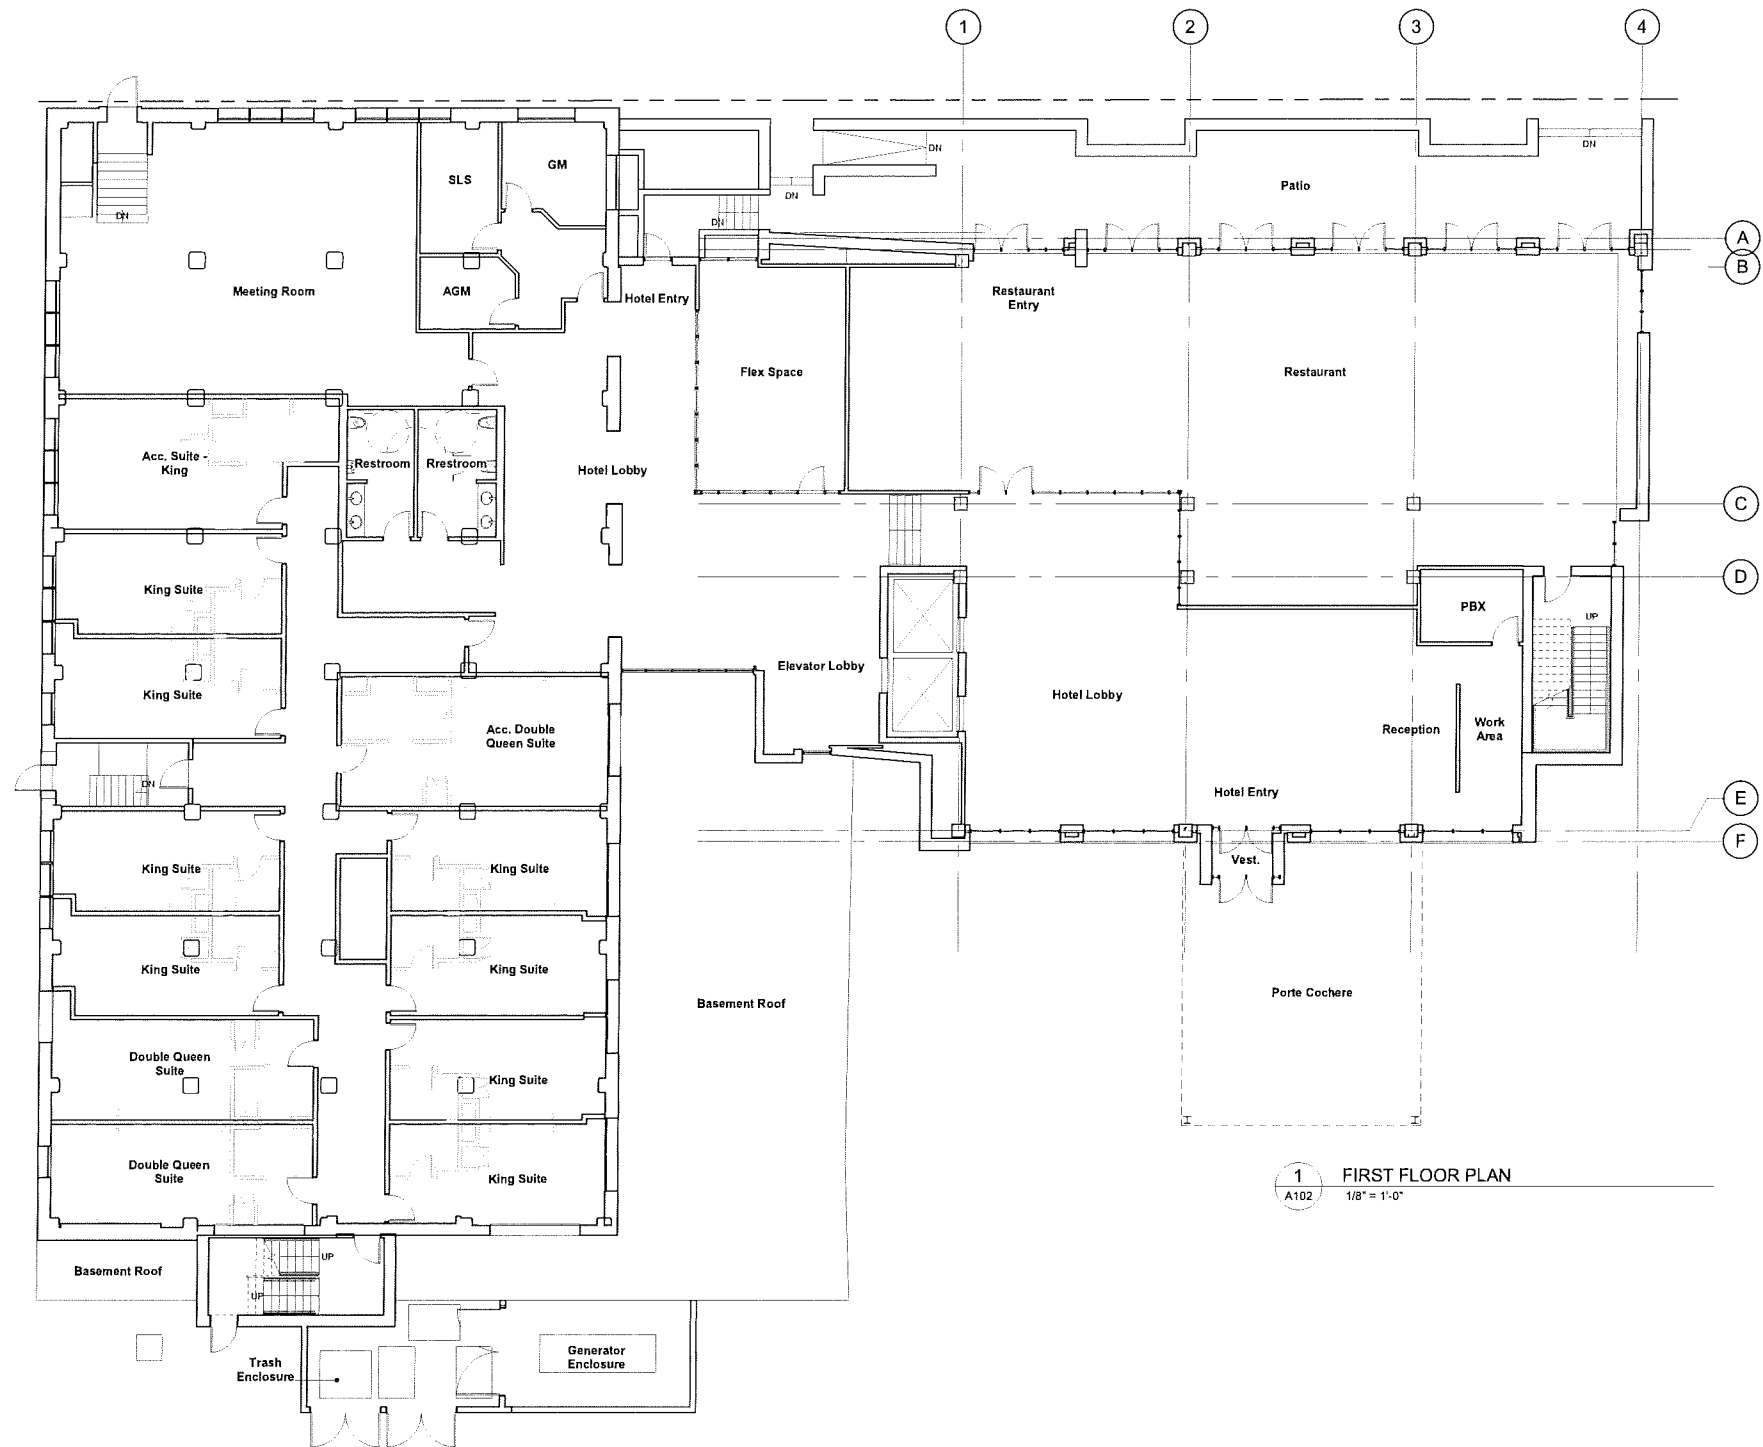 1
2
3
4
DN
DN
SLS
GM
DN
Patio
DN
DN
A
B
Meeting Room
AGM
Hotel Entry
Restaurant
Entry
Flex Space
Restaurant
Acc. Suite -
King
Restroom
Rrestroom
Hotel Lobby
C
King Suite
D
PBX
UP
King Suite
Elevator Lobby
Hotel Lobby
Acc. Double
Queen Suite
Reception
Work
Area
DN
Hotel Entry
E
F
King Suite
King Suite
Vest.
King Suite
King Suite
Basement Roof
Porte Cochere
Double Queen
Suite
King Suite
Double Queen
Suite
King Suite
1
A102
FIRST FLOOR PLAN
1/8" = 1'-0"
Basement Roof
UP
UP
Trash
Enclosure
Generator
Enclosure